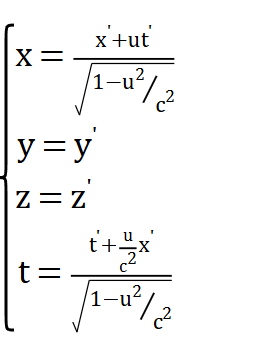 x = (x' + ut') / √(1 − u²/c²)
y = y'
z = z'
t = (t' + (u/c²)x') / √(1 − u²/c²)